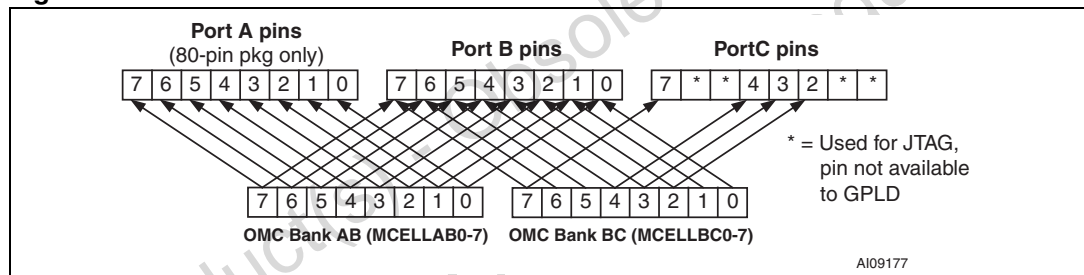 Port A pins
(80-pin pkg only)
Port B pins
PortC pins
7 6 5 4 3 2 1 0
7 6 5 4 3 2 1 0
7 * * 4 3 2 * *
* = Used for JTAG,
pin not available
to GPLD
7 6 5 4 3 2 1 0
7 6 5 4 3 2 1 0
OMC Bank AB (MCELLAB0-7)
OMC Bank BC (MCELLBC0-7)
AI09177